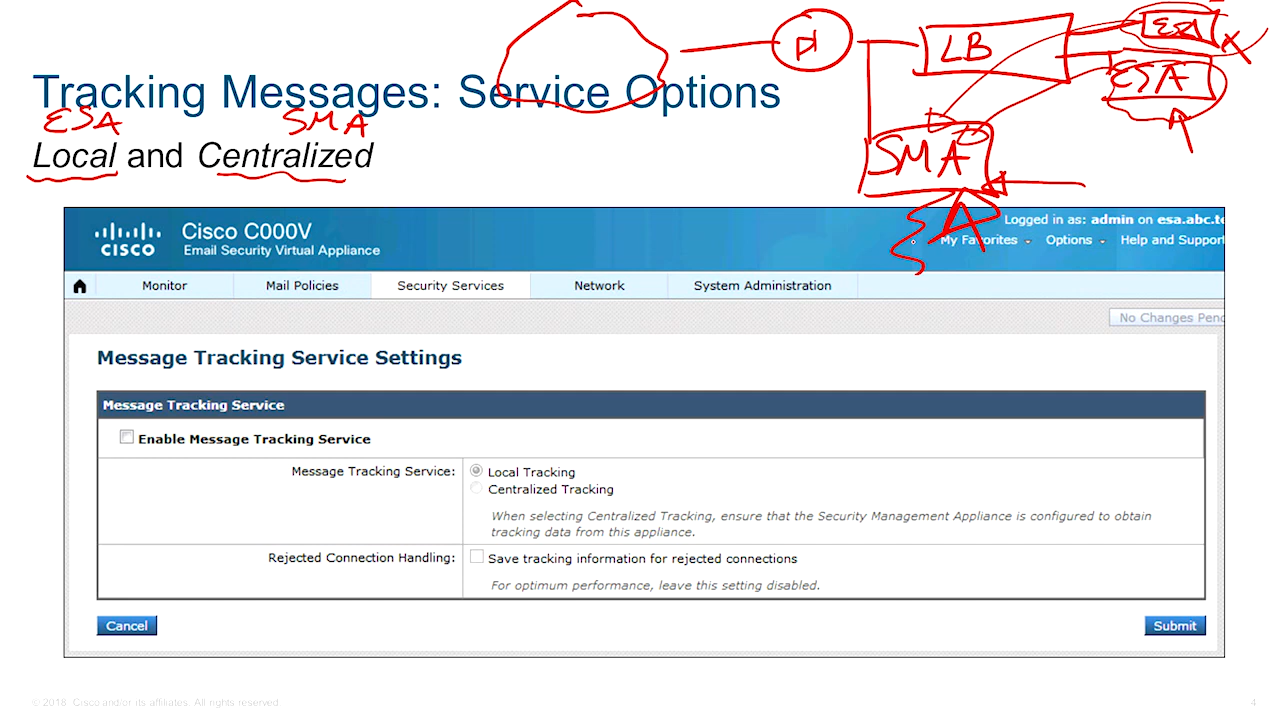 ESA
LB
ESA
Tracking Messages: Service Options
ESA SMA
SMA
Local and Centralized
CISCO
Cisco C000V
Email Security Virtual Appliance
Logged in as: admin on esa.abc.te
My Favorites Options Help and Support
Monitor Mail Policies Security Services Network System Administration
No Changes Pend
Message Tracking Service Settings
Message Tracking Service
Enable Message Tracking Service
Message Tracking Service: Local Tracking
Centralized Tracking
When selecting Centralized Tracking, ensure that the Security Management Appliance is configured to obtain
tracking data from this appliance.
Rejected Connection Handling: Save tracking information for rejected connections
For optimum performance, leave this setting disabled.
Cancel Submit
© 2018 Cisco and/or its affiliates. All rights reserved 4